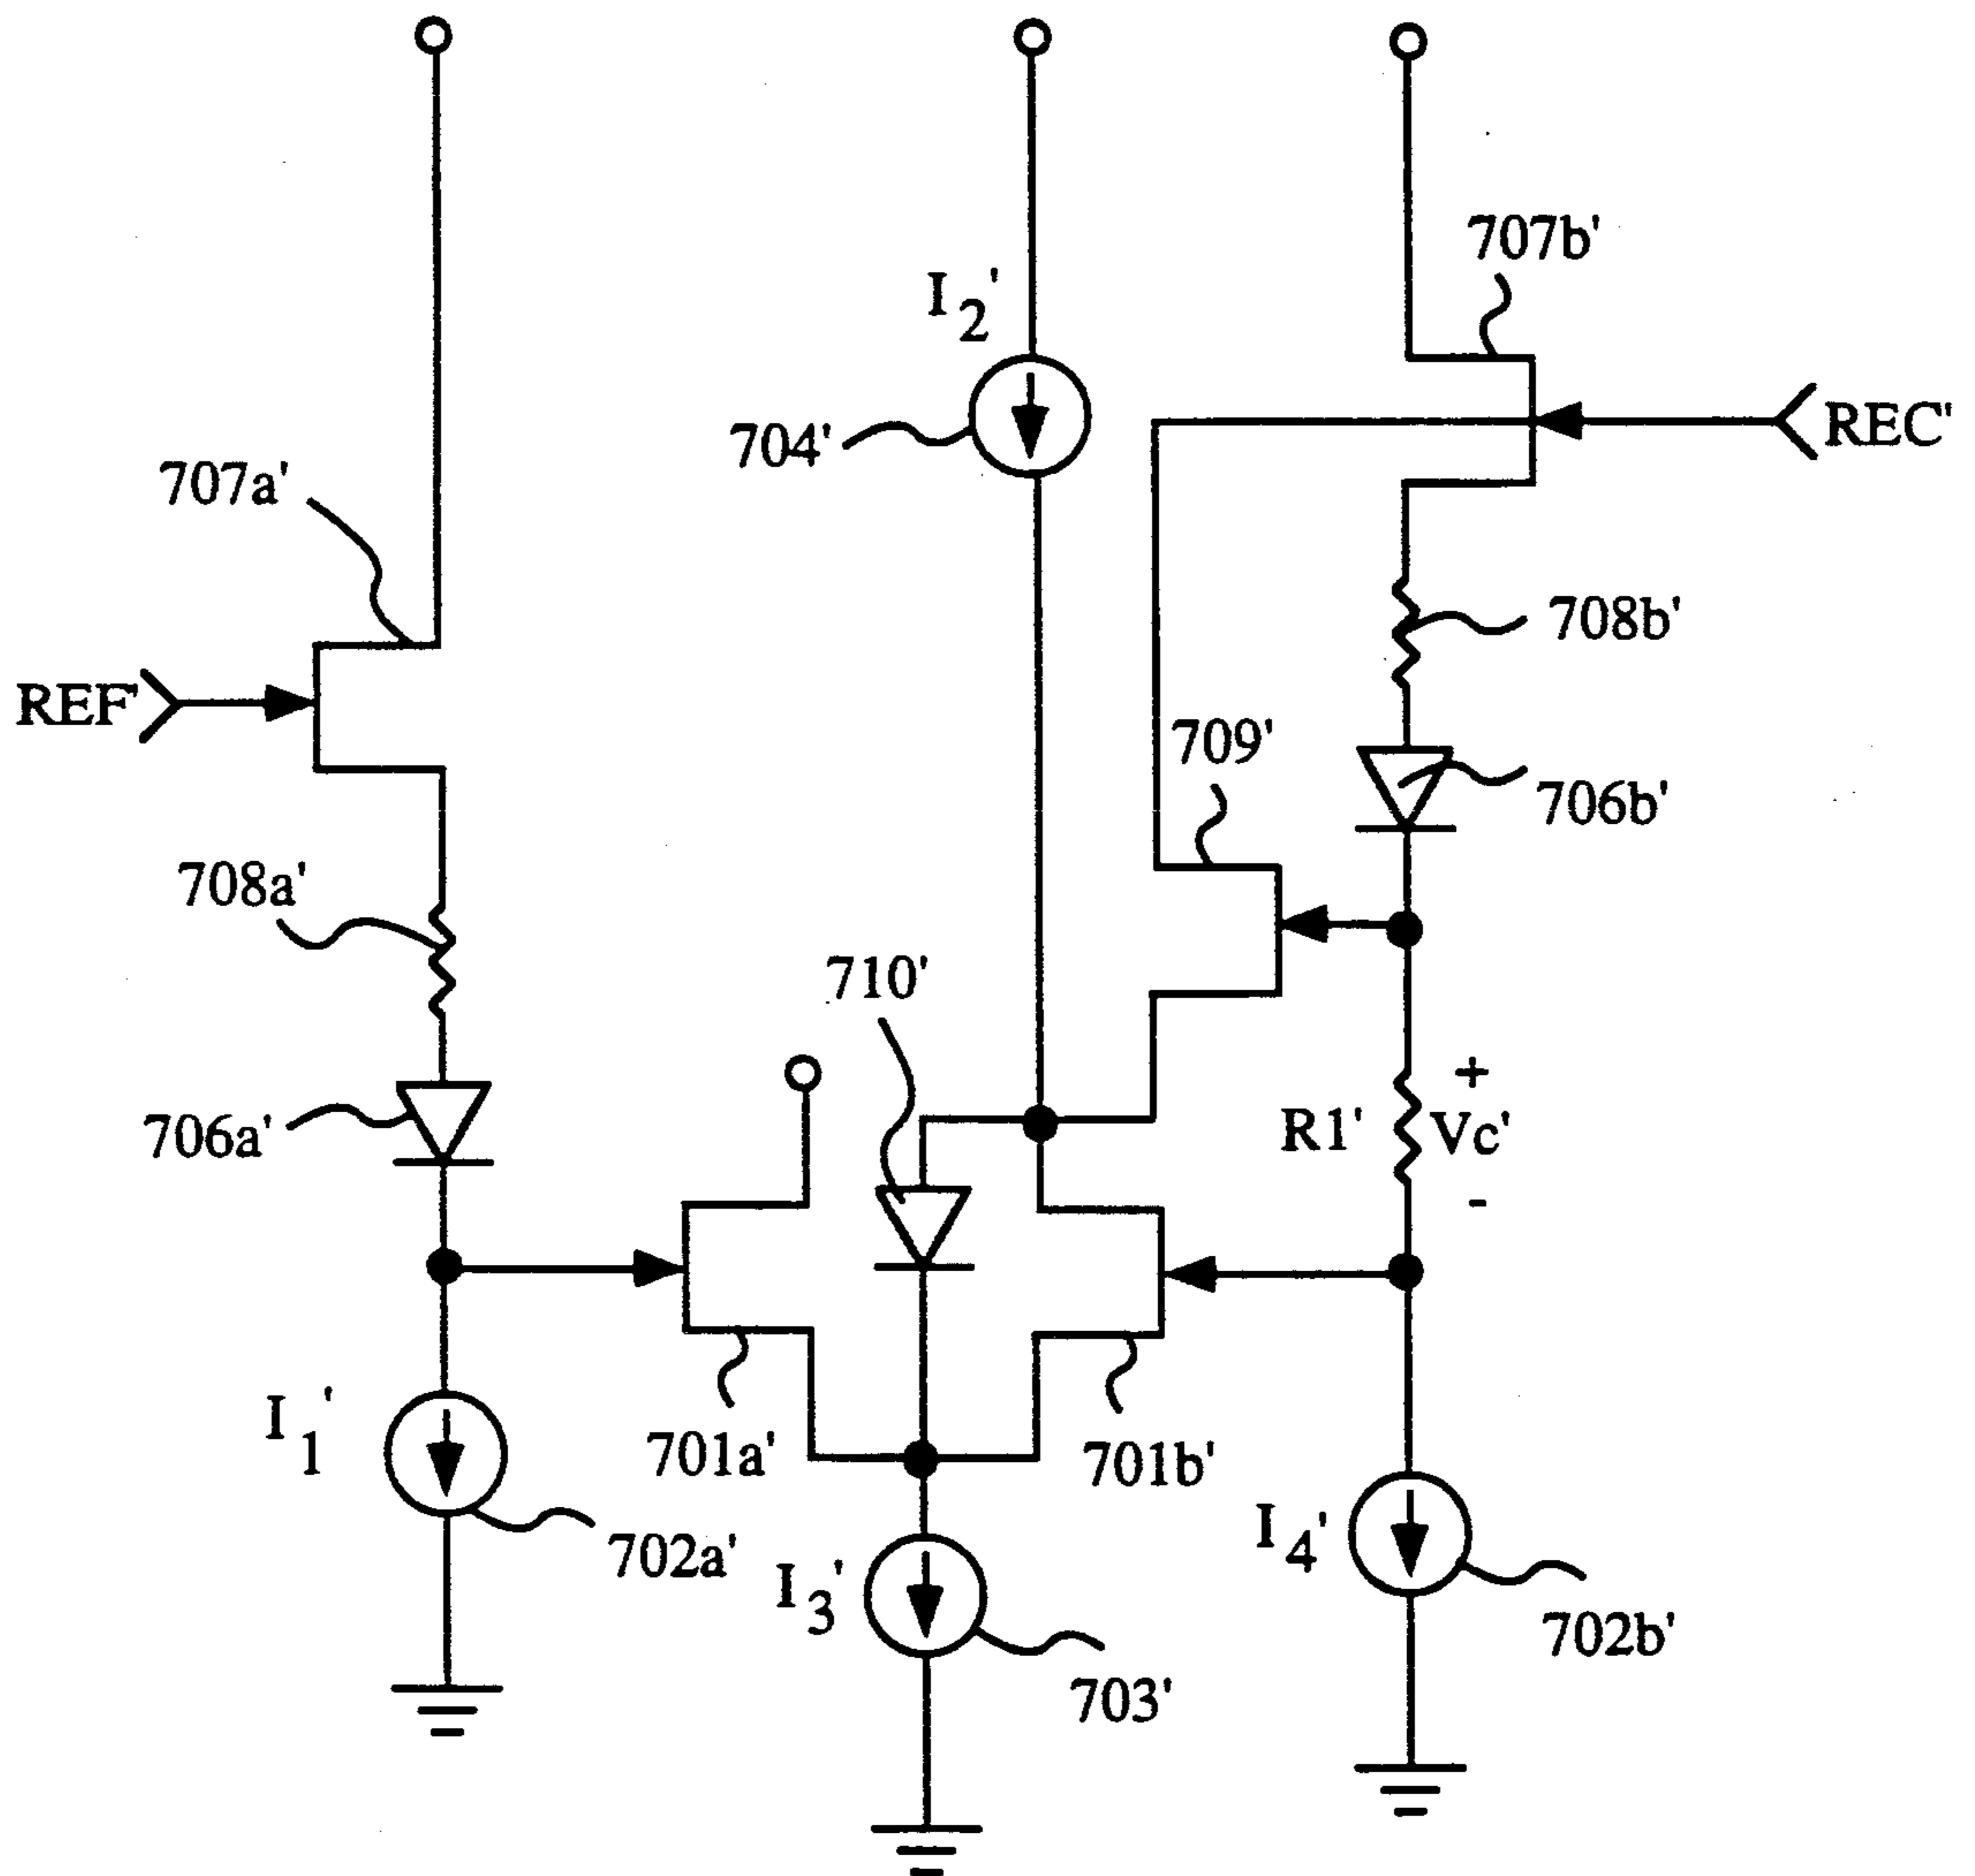 707b'
I2'
704'
REC'
707a'
708b'
REF'
709'
706b'
708a'
710'
+
706a'
R1'
Vc'
-
I1'
701a'
701b'
I4'
702a'
I3'
702b'
703'